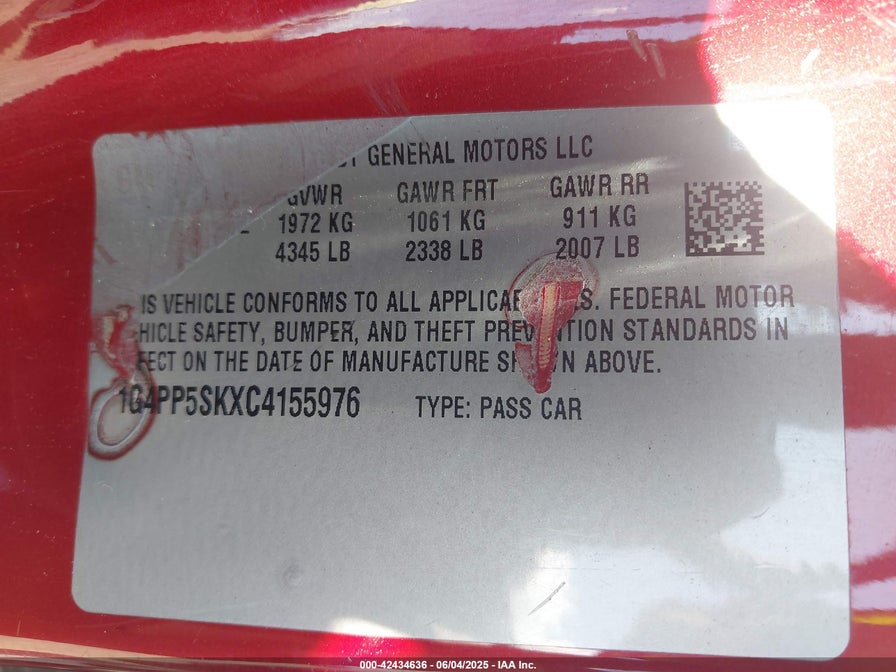 GENERAL MOTORS LLC
GVWR GAWR FRT GAWR RR
1972 KG 1061 KG 911 KG
4345 LB 2338 LB 2007 LB
IS VEHICLE CONFORMS TO ALL APPLICA S. FEDERAL MOTOR
HICLE SAFETY, BUMPER, AND THEFT PREVENTION STANDARDS IN
FECT ON THE DATE OF MANUFACTURE SH N ABOVE.
1G4PP5SKXC4155976 TYPE: PASS CAR
000-42434636 - 06/04/2025 - IAA Inc.